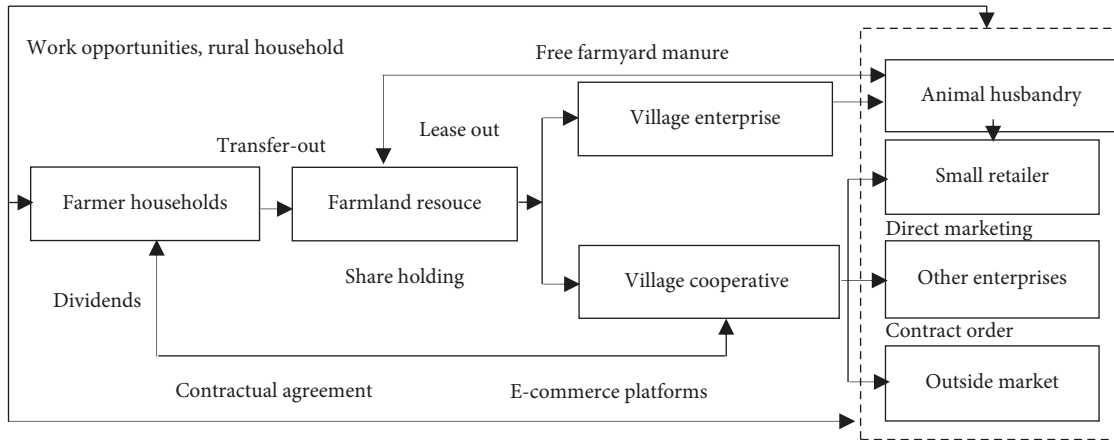 Work opportunities, rural household
Free farmyard manure
Animal husbandry
Village enterprise
Lease out
Transfer-out
Small retailer
Farmer households
Farmland resouce
Direct marketing
Share holding
Village cooperative
Other enterprises
Dividends
Contract order
Contractual agreement
E-commerce platforms
Outside market